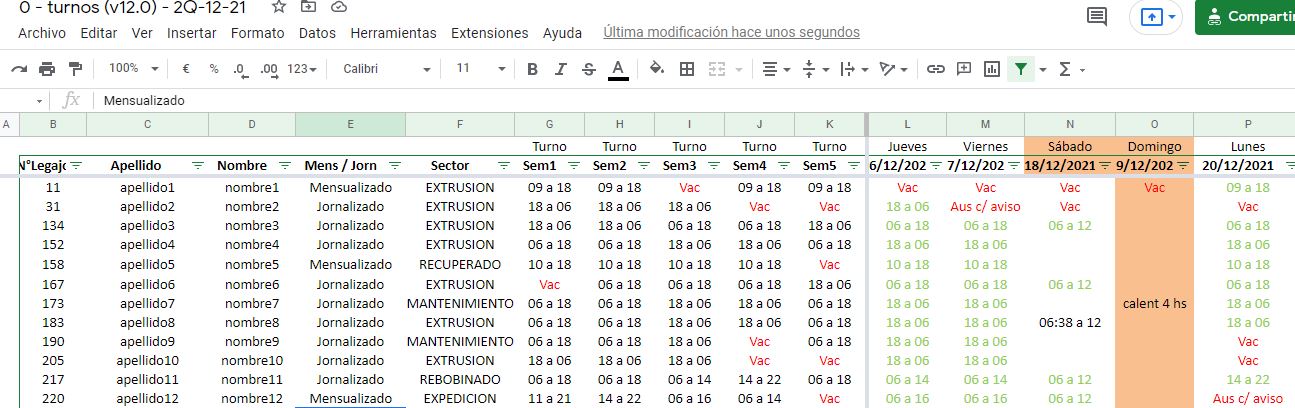 0 - turnos (v12.0) - 2Q-12-21
Archivo Editar Ver Insertar Formato Datos Herramientas Extensiones Ayuda Última modificación hace unos segundos
Comparti
100% € % .0 .00 123 Calibri 11 B I S A Σ
fx Mensualizado
A B C D E F G H I J K L M N O P
Turno Turno Turno Turno Turno Jueves Viernes Sábado Domingo Lunes
N°Legajo Apellido Nombre Mens / Jorn Sector Sem1 Sem2 Sem3 Sem4 Sem5 6/12/202 7/12/202 18/12/2021 9/12/202 20/12/2021
11 apellido1 nombre1 Mensualizado EXTRUSION 09 a 18 09 a 18 Vac 09 a 18 09 a 18 Vac Vac Vac Vac 09 a 18
31 apellido2 nombre2 Jornalizado EXTRUSION 18 a 06 18 a 06 18 a 06 Vac Vac 18 a 06 Aus c/ aviso Vac Vac
134 apellido3 nombre3 Jornalizado EXTRUSION 18 a 06 18 a 06 06 a 18 06 a 18 18 a 06 06 a 18 06 a 18 06 a 12 06 a 18
152 apellido4 nombre4 Jornalizado EXTRUSION 06 a 18 06 a 18 18 a 06 18 a 06 06 a 18 18 a 06 18 a 06 18 a 06
158 apellido5 nombre5 Mensualizado RECUPERADO 10 a 18 10 a 18 10 a 18 10 a 18 Vac 10 a 18 10 a 18 10 a 18
167 apellido6 nombre6 Jornalizado EXTRUSION Vac 06 a 18 06 a 18 06 a 18 18 a 06 06 a 18 06 a 18 06 a 12 06 a 18
173 apellido7 nombre7 Jornalizado MANTENIMIENTO 06 a 18 06 a 18 18 a 06 18 a 06 06 a 18 18 a 06 18 a 06 calent 4 hs 18 a 06
183 apellido8 nombre8 Jornalizado EXTRUSION 06 a 18 06 a 18 18 a 06 18 a 06 06 a 18 18 a 06 18 a 06 06:38 a 12 18 a 06
190 apellido9 nombre9 Jornalizado MANTENIMIENTO 18 a 06 18 a 06 18 a 06 Vac 06 a 18 18 a 06 18 a 06 Vac
205 apellido10 nombre10 Jornalizado EXTRUSION 18 a 06 18 a 06 18 a 06 Vac Vac 18 a 06 18 a 06 Vac
217 apellido11 nombre11 Jornalizado REBOBINADO 06 a 18 06 a 18 06 a 14 14 a 22 06 a 18 06 a 14 06 a 14 06 a 12 14 a 22
220 apellido12 nombre12 Mensualizado EXPEDICION 11 a 21 14 a 22 06 a 16 06 a 14 Vac 06 a 16 06 a 16 06 a 12 Aus c/ aviso